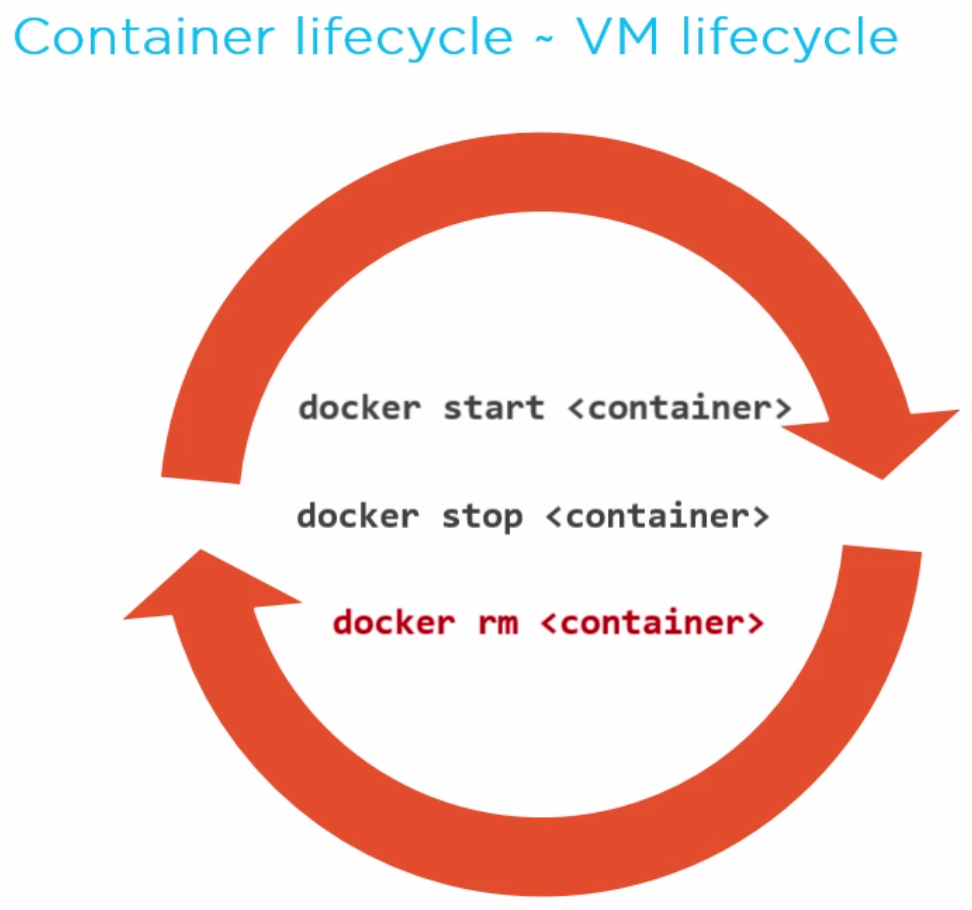 Container lifecycle ~ VM lifecycle
docker start <container>
docker stop <container>
docker rm <container>